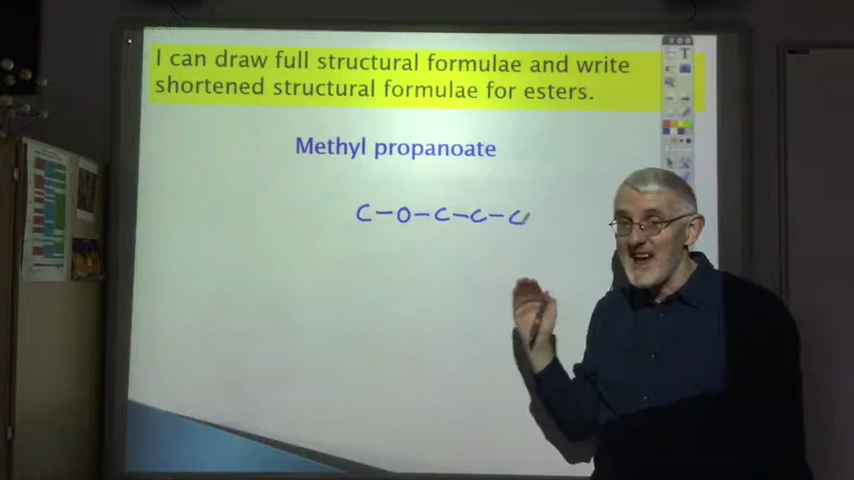 I can draw full structural formulae and write
shortened structural formulae for esters.
Methyl propanoate
C-O-C-C-C